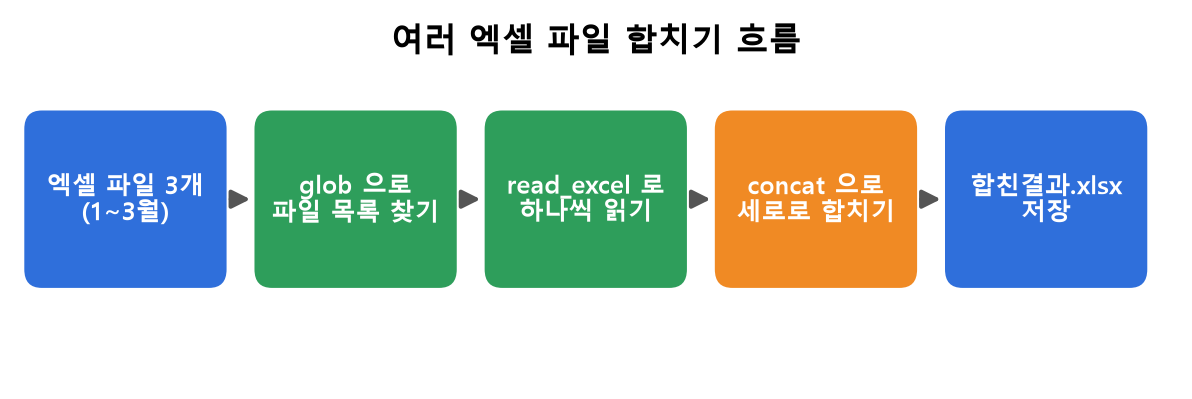 여러 엑셀 파일 합치기 흐름
엑셀 파일 3개
(1~3월)
glob 으로
파일 목록 찾기
read_excel 로
하나씩 읽기
concat 으로
세로로 합치기
합친결과.xlsx
저장